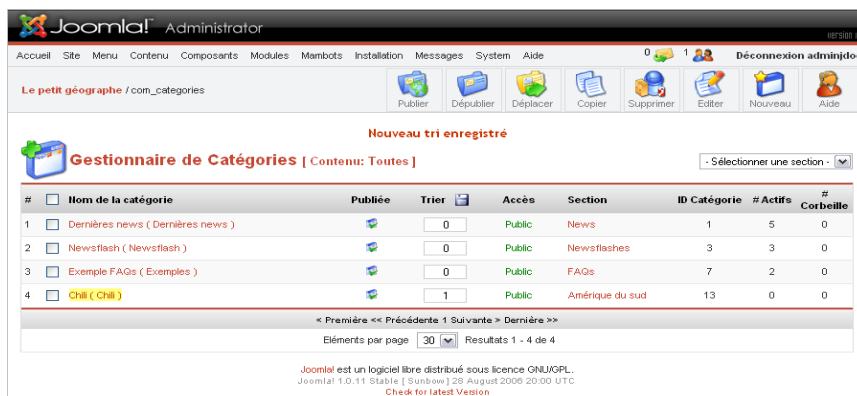 Joomla! Administrator
version
Accueil Site Menu Contenu Composants Modules Mambots Installation Messages System Aide 0 1 Déconnexion adminjdo
Le petit géographe / com_categories
Publier Dépublier Déplacer Copier Supprimer Editer Nouveau Aide
Nouveau tri enregistré
Gestionnaire de Catégories [ Contenu: Toutes ]
- Sélectionner une section -
# Nom de la catégorie Publiée Trier Accès Section ID Catégorie # Actifs # Corbeille
1 Dernières news ( Dernières news ) 0 Public News 1 5 0
2 Newsflash ( Newsflash ) 0 Public Newsflashes 3 3 0
3 Exemple FAQs ( Exemples ) 0 Public FAQs 7 2 0
4 Chili ( Chili ) 1 Public Amérique du sud 13 0 0
< Première << Précédente 1 Suivante > Dernière >>
Eléments par page 30 Resultats 1 - 4 de 4
Joomla! est un logiciel libre distribué sous licence GNU/GPL.
Joomla! 1.0.11 Stable [ Sunbow ] 28 August 2006 20:00 UTC
Check for latest Version